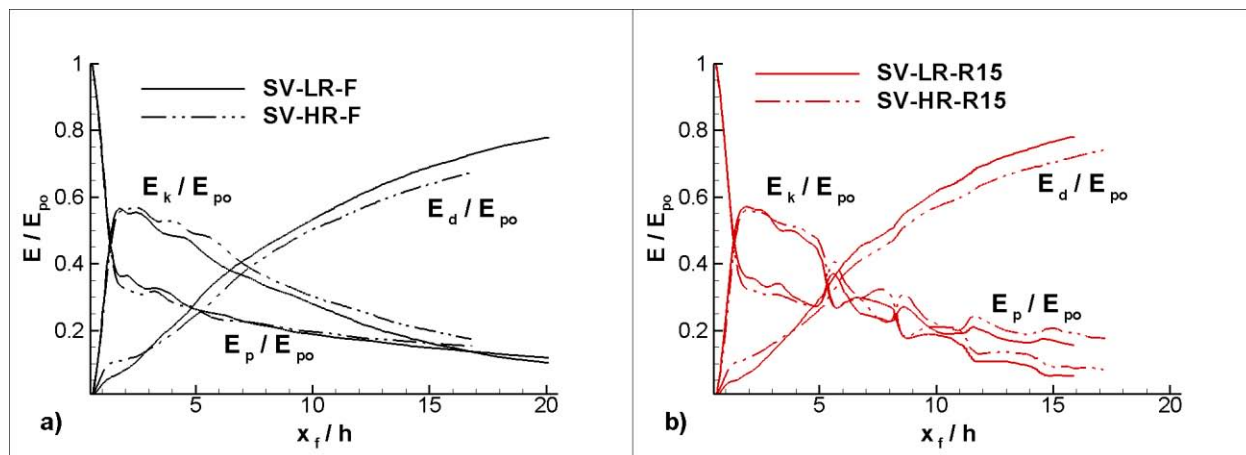 1
SV-LR-F
SV-HR-F
0.8
E k / E po
0.6
E d / E po
E / E po
0.4
E p / E po
0.2
5
10
15
20
a)
x f / h
1
SV-LR-R15
SV-HR-R15
0.8
E k / E po
0.6
E d / E po
E / E po
0.4
E p / E po
0.2
5
10
15
20
b)
x f / h